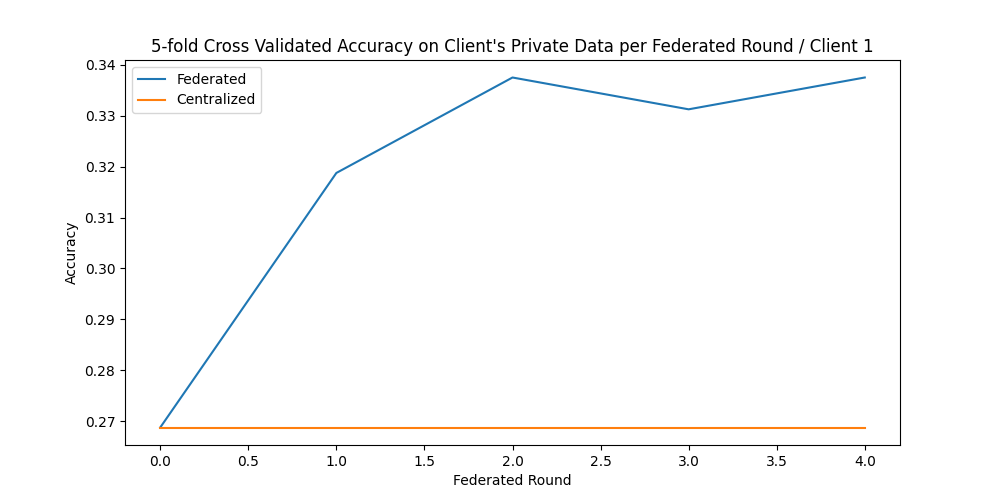 5-fold Cross Validated Accuracy on Client's Private Data per Federated Round / Client 1
Federated
Centralized
Accuracy
0.34
0.33
0.32
0.31
0.30
0.29
0.28
0.27
0.0 0.5 1.0 1.5 2.0 2.5 3.0 3.5 4.0
Federated Round